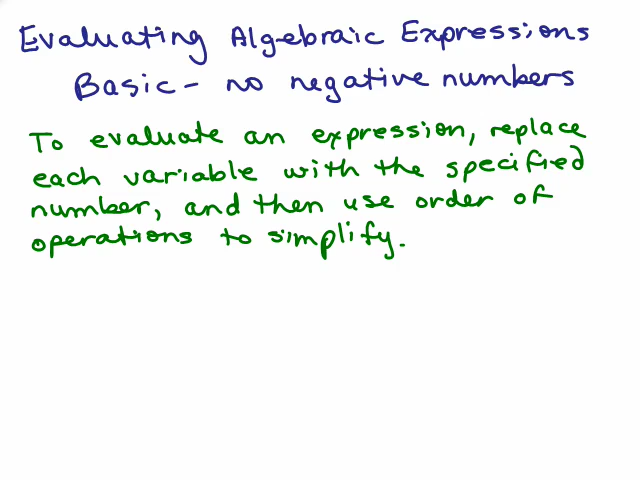 Evaluating Algebraic Expressions
Basic - no negative numbers
To evaluate an expression, replace
each variable with the specified
number, and then use order of
operations to simplify.